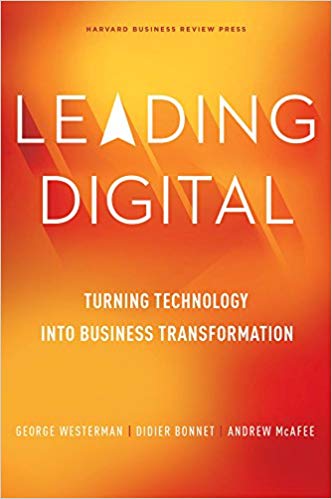 HARVARD BUSINESS REVIEW PRESS
LEADING
DIGITAL
TURNING TECHNOLOGY
INTO BUSINESS TRANSFORMATION
GEORGE WESTERMAN | DIDIER BONNET | ANDREW McAFEE